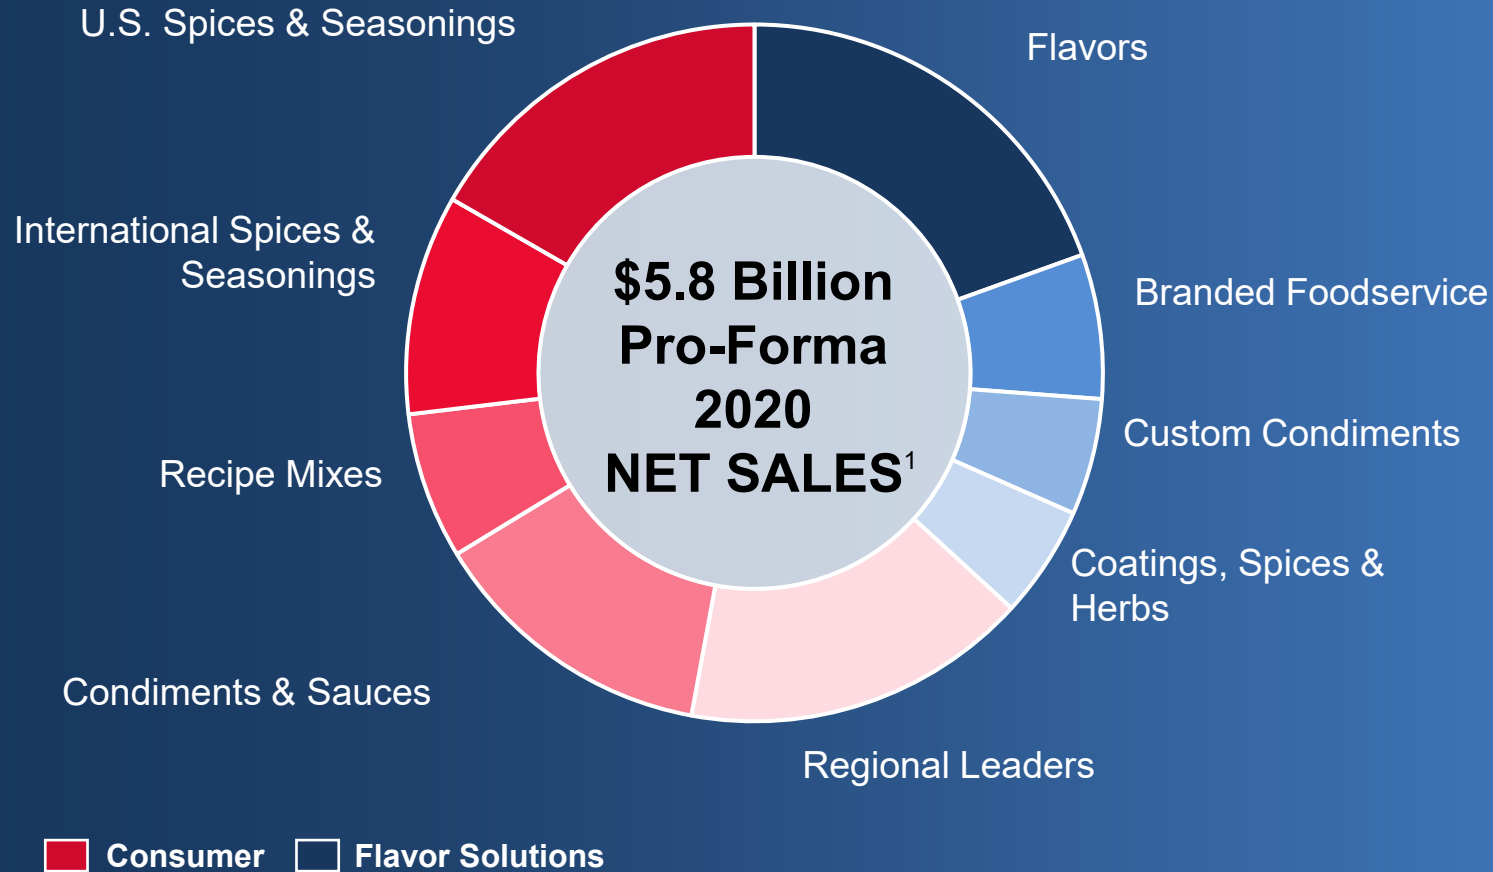 U.S. Spices & Seasonings
Flavors
International Spices &
Seasonings
Branded Foodservice
$5.8 Billion
Pro-Forma
2020
NET SALES¹
Custom Condiments
Recipe Mixes
Coatings, Spices &
Herbs
Condiments & Sauces
Regional Leaders
Consumer
Flavor Solutions